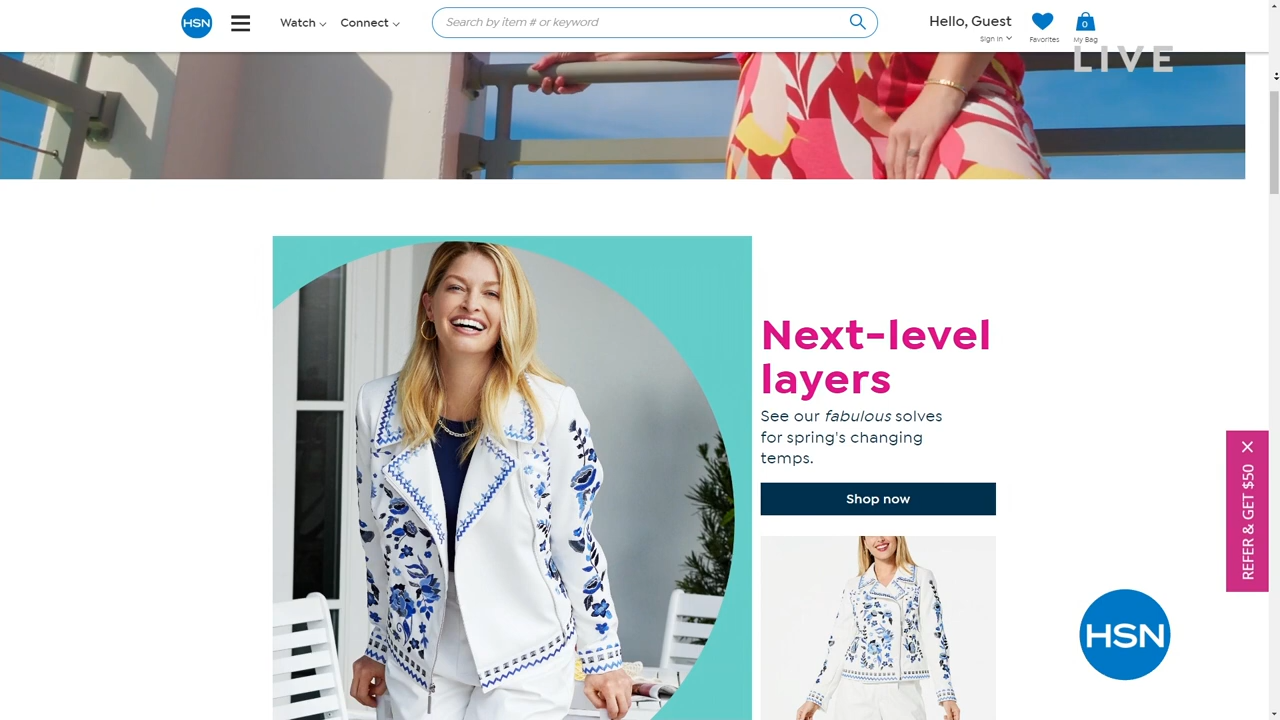 HSN
Watch
Connect
Search by item # or keyword
Hello, Guest
Sign In
Favorites
0
My Bag
LIVE
Next-level
layers
See our fabulous solves
for spring's changing
temps.
Shop now
REFER & GET $50
HSN